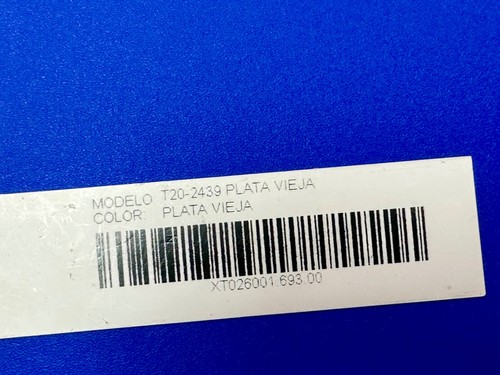 MODELO T20-2439 PLATA VIEJA
COLOR: PLATA VIEJA
XT026001.693.00